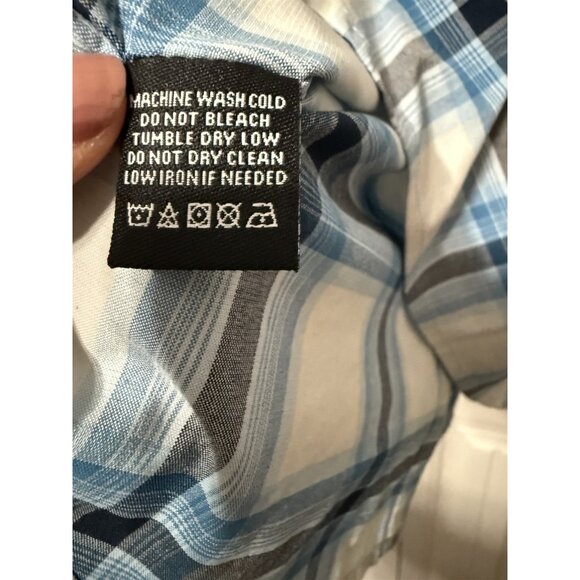 MACHINE WASH COLD
DO NOT BLEACH
TUMBLE DRY LOW
DO NOT DRY CLEAN
LOW IRON IF NEEDED